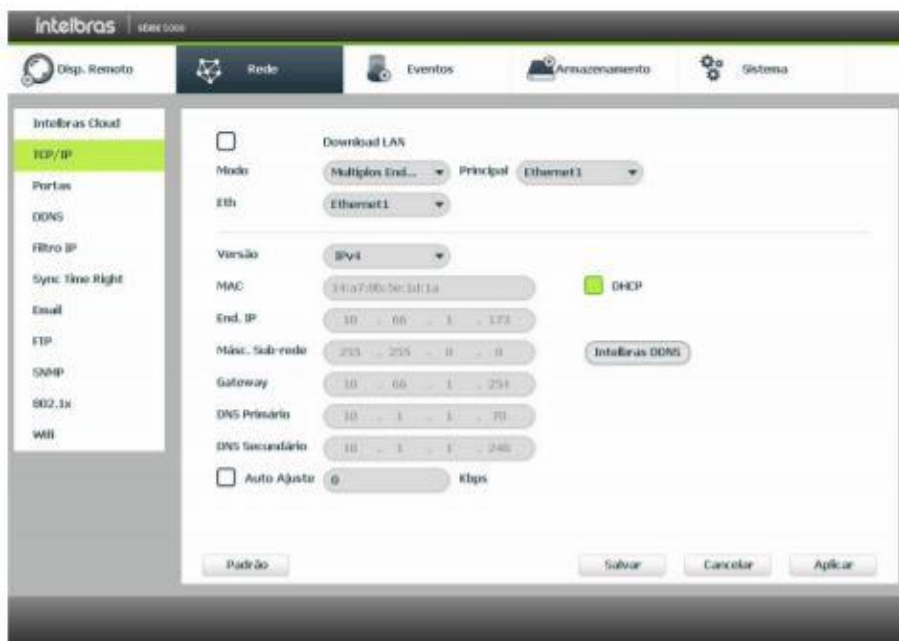 intelbras
Disp. Remoto
Rede
Eventos
Armazenamento
Sistema
Intelbras Cloud
TCP/IP
Portas
DDNS
Filtro IP
Sync Time Right
Email
FTP
SNMP
802.1x
Wifi
Download LAN
Modo Multiplos End... Principal Ethernet1
Eth Ethernet1
Versão IPv4
MAC DHCP
End. IP 10 . 66 . 1 . 173
Másc. Sub-rede 255 . 255 . 0 . 0 Intelbras DDNS
Gateway 10 . 66 . 1 . 254
DNS Primário 10 . 1 . 1 . 70
DNS Secundário 10 . 1 . 1 . 248
Auto Ajuste 0 Kbps
Padrão Salvar Cancelar Aplicar